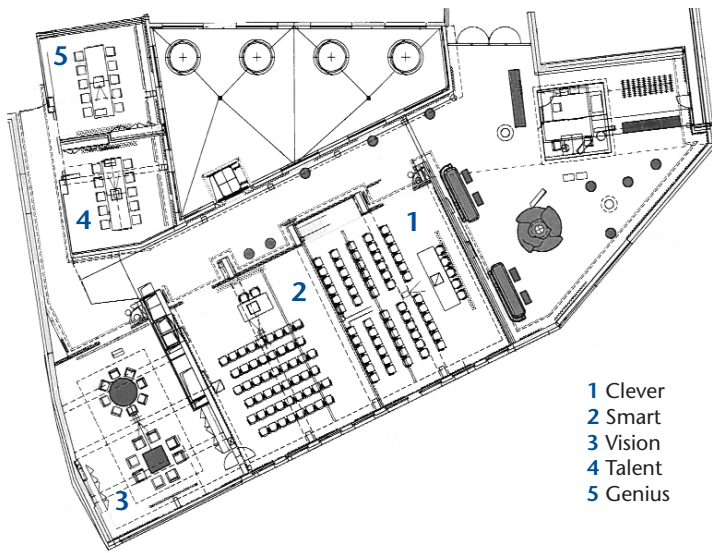 5
4
1
2
3
1 Clever
2 Smart
3 Vision
4 Talent
5 Genius